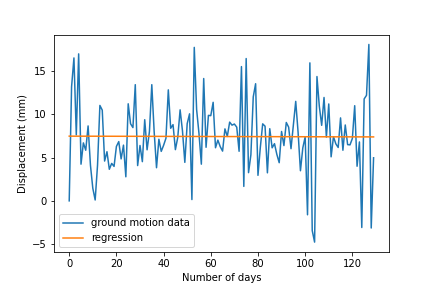 15
10
5
0
−5
Displacement (mm)
ground motion data
regression
0 20 40 60 80 100 120
Number of days